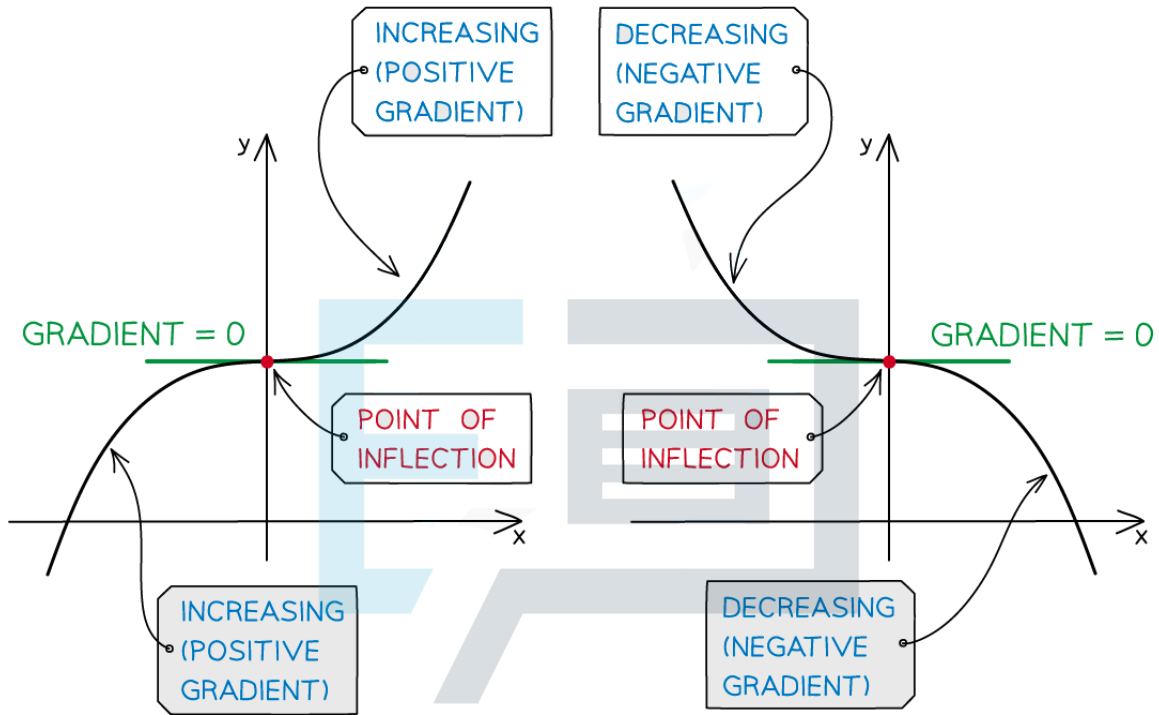 INCREASING
(POSITIVE
GRADIENT)
DECREASING
(NEGATIVE
GRADIENT)
y
y
GRADIENT = 0
GRADIENT = 0
POINT OF
INFLECTION
POINT OF
INFLECTION
x
x
INCREASING
(POSITIVE
GRADIENT)
DECREASING
(NEGATIVE
GRADIENT)